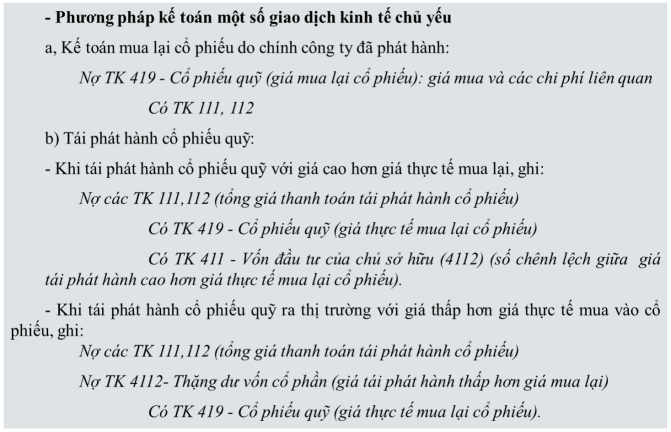 - Phương pháp kế toán một số giao dịch kinh tế chủ yếu
a, Kế toán mua lại cổ phiếu do chính công ty đã phát hành:
Nợ TK 419 - Cổ phiếu quỹ (giá mua lại cổ phiếu): giá mua và các chi phí liên quan
Có TK 111, 112
b) Tái phát hành cổ phiếu quỹ:
- Khi tái phát hành cổ phiếu quỹ với giá cao hơn giá thực tế mua lại, ghi:
Nợ các TK 111,112 (tổng giá thanh toán tái phát hành cổ phiếu)
Có TK 419 - Cổ phiếu quỹ (giá thực tế mua lại cổ phiếu)
Có TK 411 - Vốn đầu tư của chủ sở hữu (4112) (số chênh lệch giữa giá
tái phát hành cao hơn giá thực tế mua lại cổ phiếu).
- Khi tái phát hành cổ phiếu quỹ ra thị trường với giá thấp hơn giá thực tế mua vào cổ
phiếu, ghi:
Nợ các TK 111,112 (tổng giá thanh toán tái phát hành cổ phiếu)
Nợ TK 4112- Thặng dư vốn cổ phần (giá tái phát hành thấp hơn giá mua lại)
Có TK 419 - Cổ phiếu quỹ (giá thực tế mua lại cổ phiếu).